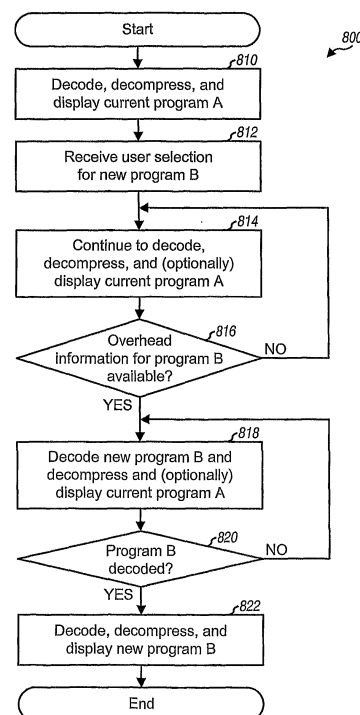 Start
800
810
Decode, decompress, and
display current program A
812
Receive user selection
for new program B
814
Continue to decode,
decompress, and (optionally)
display current program A
816
Overhead
information for program B
available?
NO
YES
818
Decode new program B and
decompress and (optionally)
display current program A
820
Program B
decoded?
NO
YES
822
Decode, decompress, and
display new program B
End